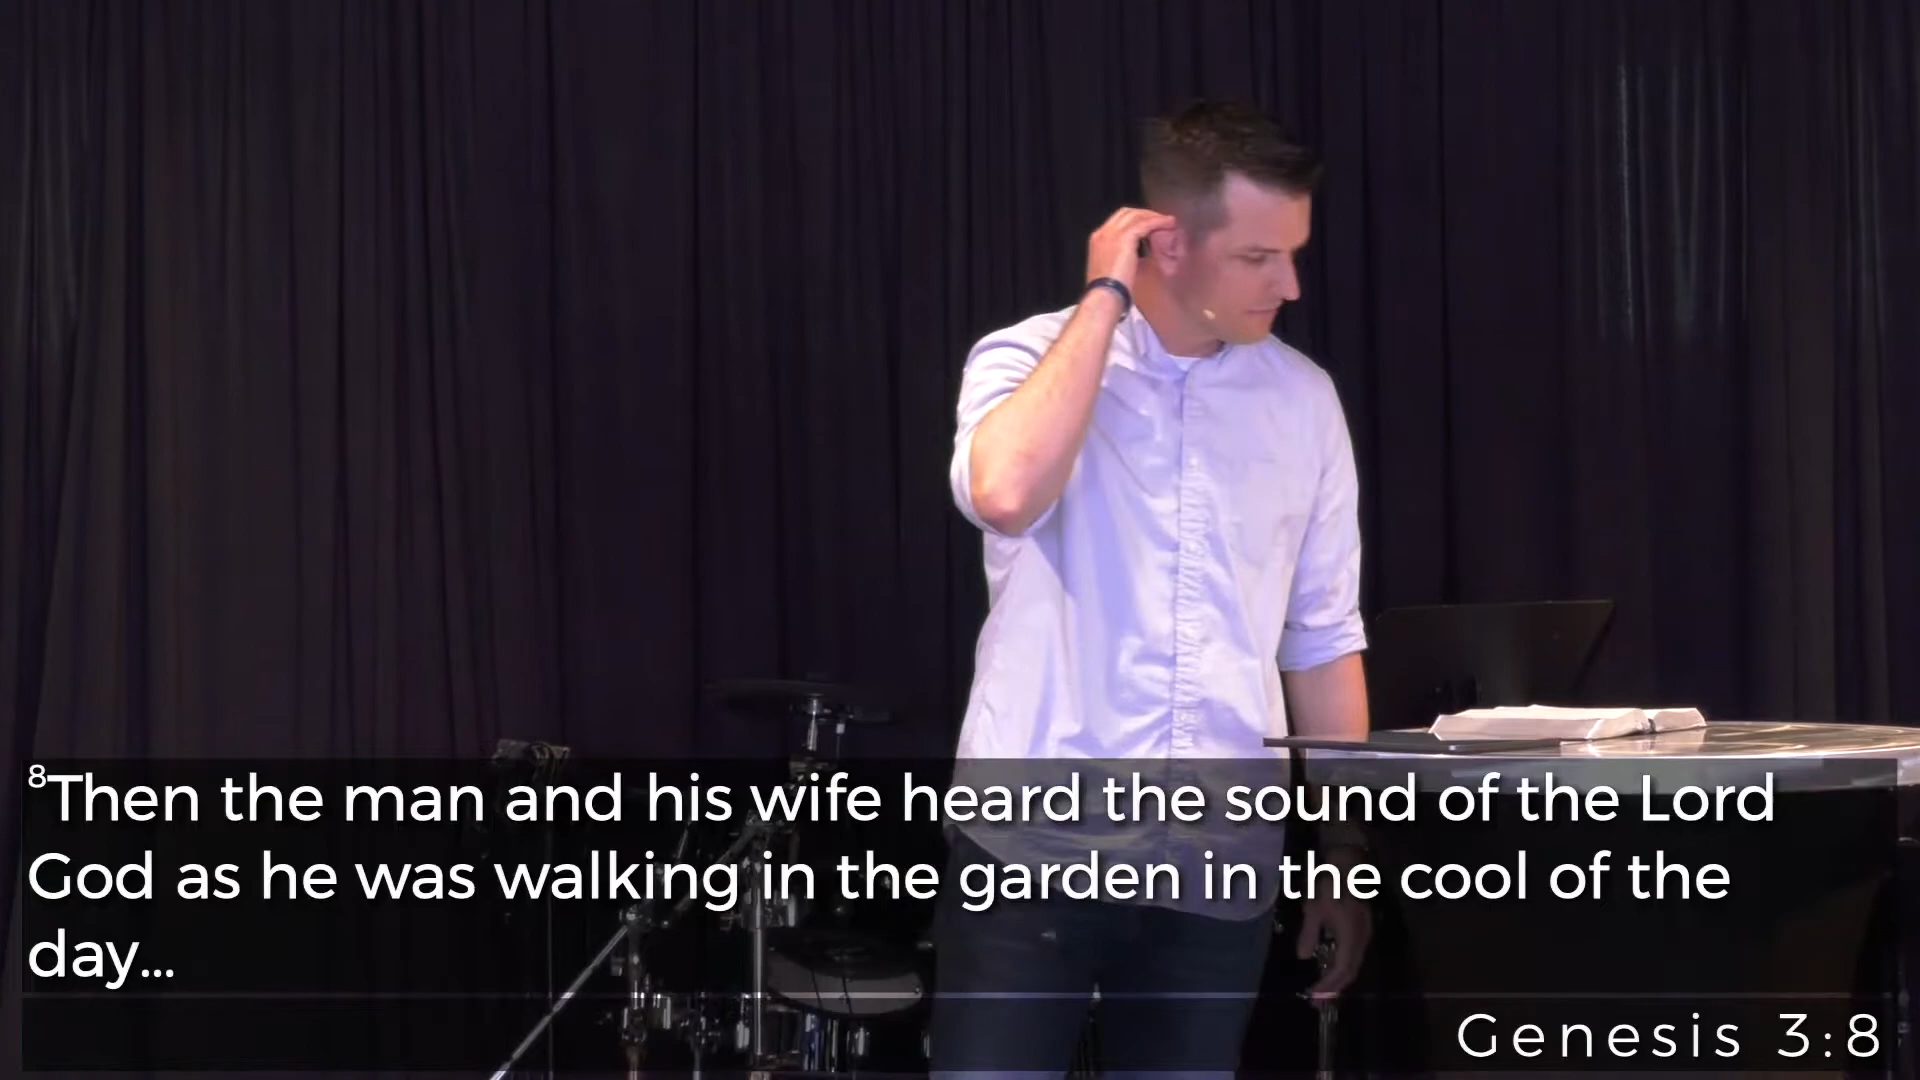 ⁸Then the man and his wife heard the sound of the Lord
God as he was walking in the garden in the cool of the
day...
Genesis 3:8